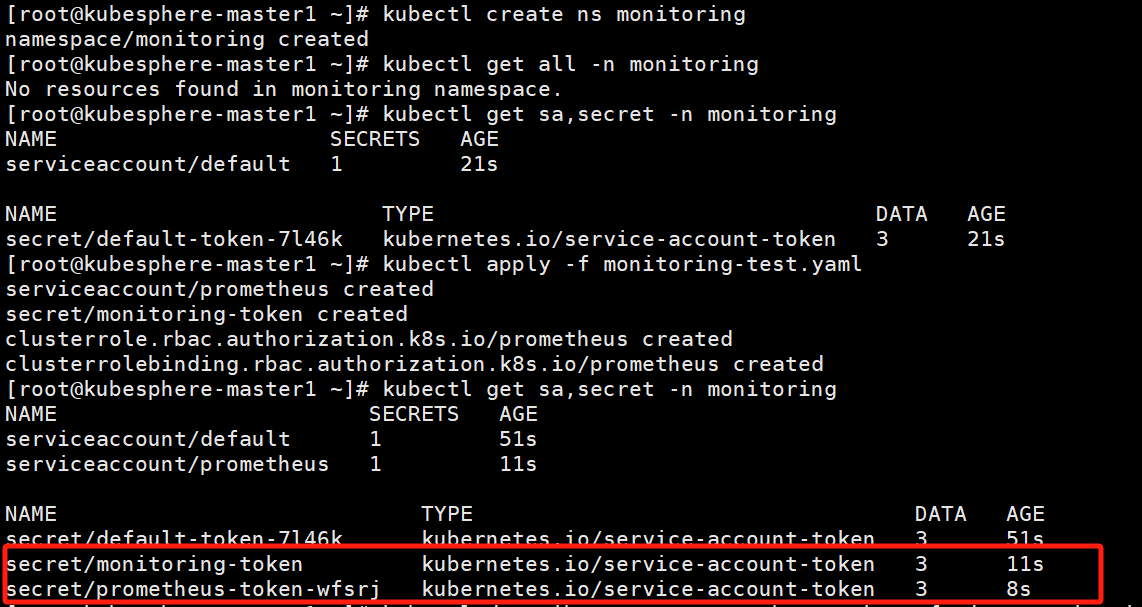 [root@kubesphere-master1 ~]# kubectl create ns monitoring
namespace/monitoring created
[root@kubesphere-master1 ~]# kubectl get all -n monitoring
No resources found in monitoring namespace.
[root@kubesphere-master1 ~]# kubectl get sa,secret -n monitoring
NAME                     SECRETS   AGE
serviceaccount/default   1         21s

NAME                         TYPE                                  DATA   AGE
secret/default-token-7l46k   kubernetes.io/service-account-token   3      21s
[root@kubesphere-master1 ~]# kubectl apply -f monitoring-test.yaml
serviceaccount/prometheus created
secret/monitoring-token created
clusterrole.rbac.authorization.k8s.io/prometheus created
clusterrolebinding.rbac.authorization.k8s.io/prometheus created
[root@kubesphere-master1 ~]# kubectl get sa,secret -n monitoring
NAME                        SECRETS   AGE
serviceaccount/default      1         51s
serviceaccount/prometheus   1         11s

NAME                            TYPE                                  DATA   AGE
secret/default-token-7l46k      kubernetes.io/service-account-token   3      51s
secret/monitoring-token         kubernetes.io/service-account-token   3      11s
secret/prometheus-token-wfsrj   kubernetes.io/service-account-token   3      8s